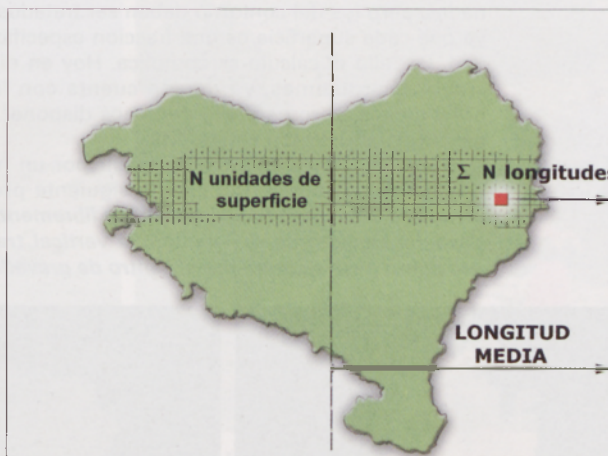 N unidades de
superficie
Σ N longitudes
LONGITUD
MEDIA